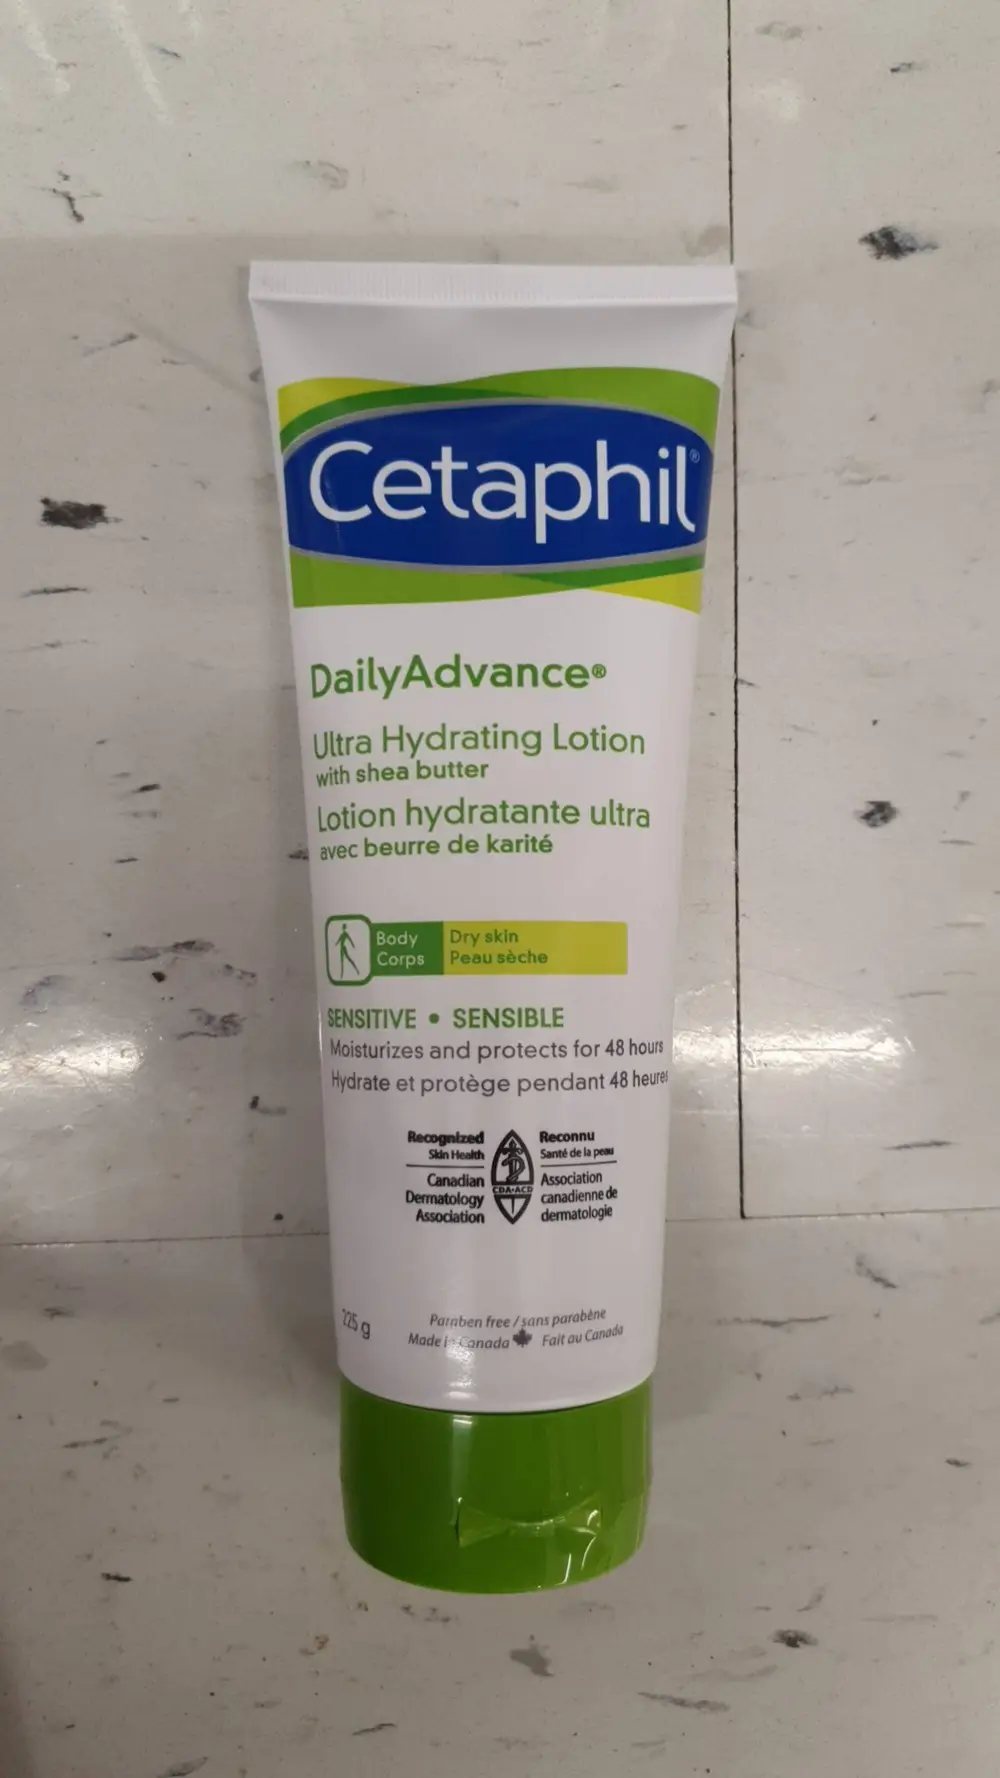 Cetaphil®
DailyAdvance®
Ultra Hydrating Lotion
with shea butter
Lotion hydratante ultra
avec beurre de karité
Body
Corps
Dry skin
Peau sèche
SENSITIVE • SENSIBLE
Moisturizes and protects for 48 hours
Hydrate et protège pendant 48 heures
Recognized
Skin Health
Canadian
Dermatology
Association
CDA•ACD
Reconnu
Santé de la peau
Association
canadienne de
dermatologie
225 g
Paraben free / sans parabène
Made in Canada Fait au Canada